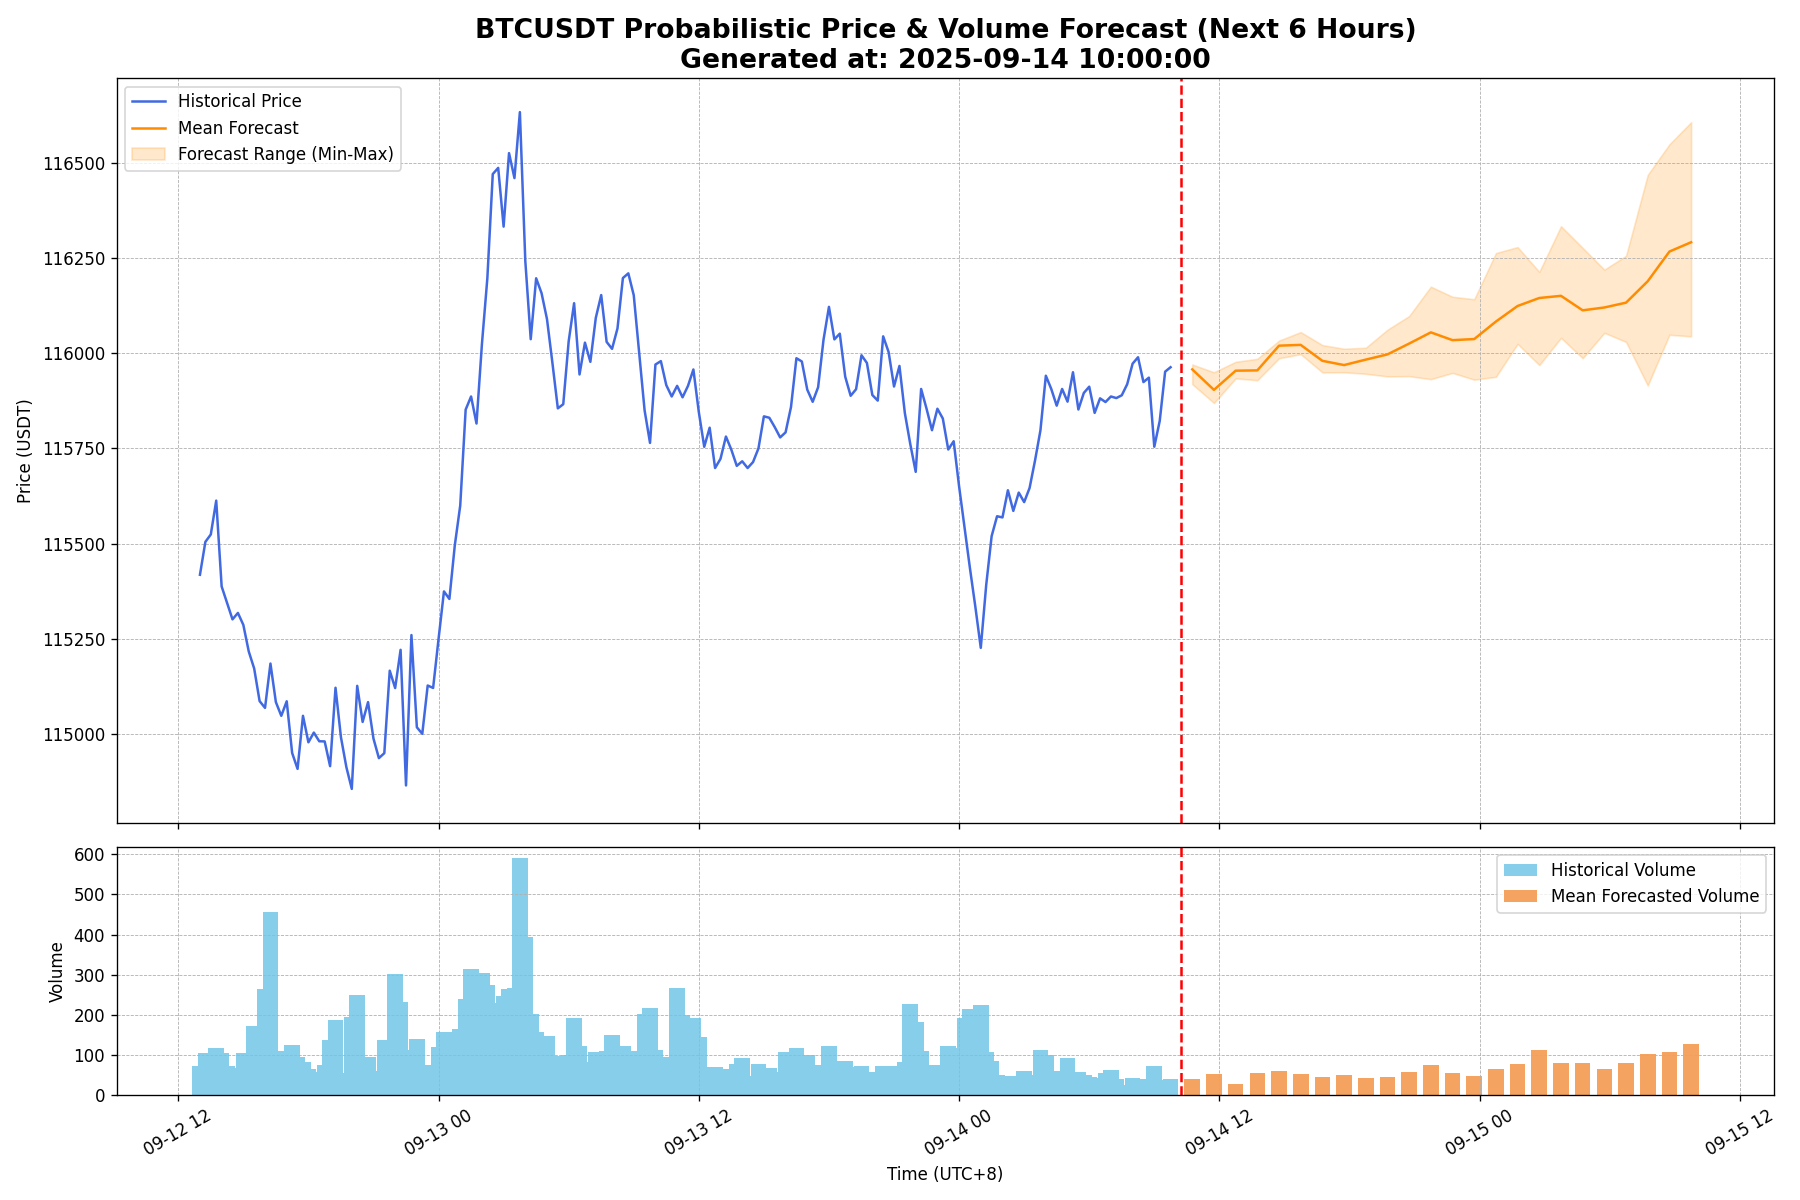 BTCUSDT Probabilistic Price & Volume Forecast (Next 6 Hours)
Generated at: 2025-09-14 10:00:00
Historical Price
Mean Forecast
Forecast Range (Min-Max)
116500
116250
116000
115750
115500
115250
115000
Price (USDT)
Historical Volume
Mean Forecasted Volume
600
500
400
300
200
100
0
Volume
09-12 12
09-13 00
09-13 12
09-14 00
09-14 12
09-15 00
09-15 12
Time (UTC+8)